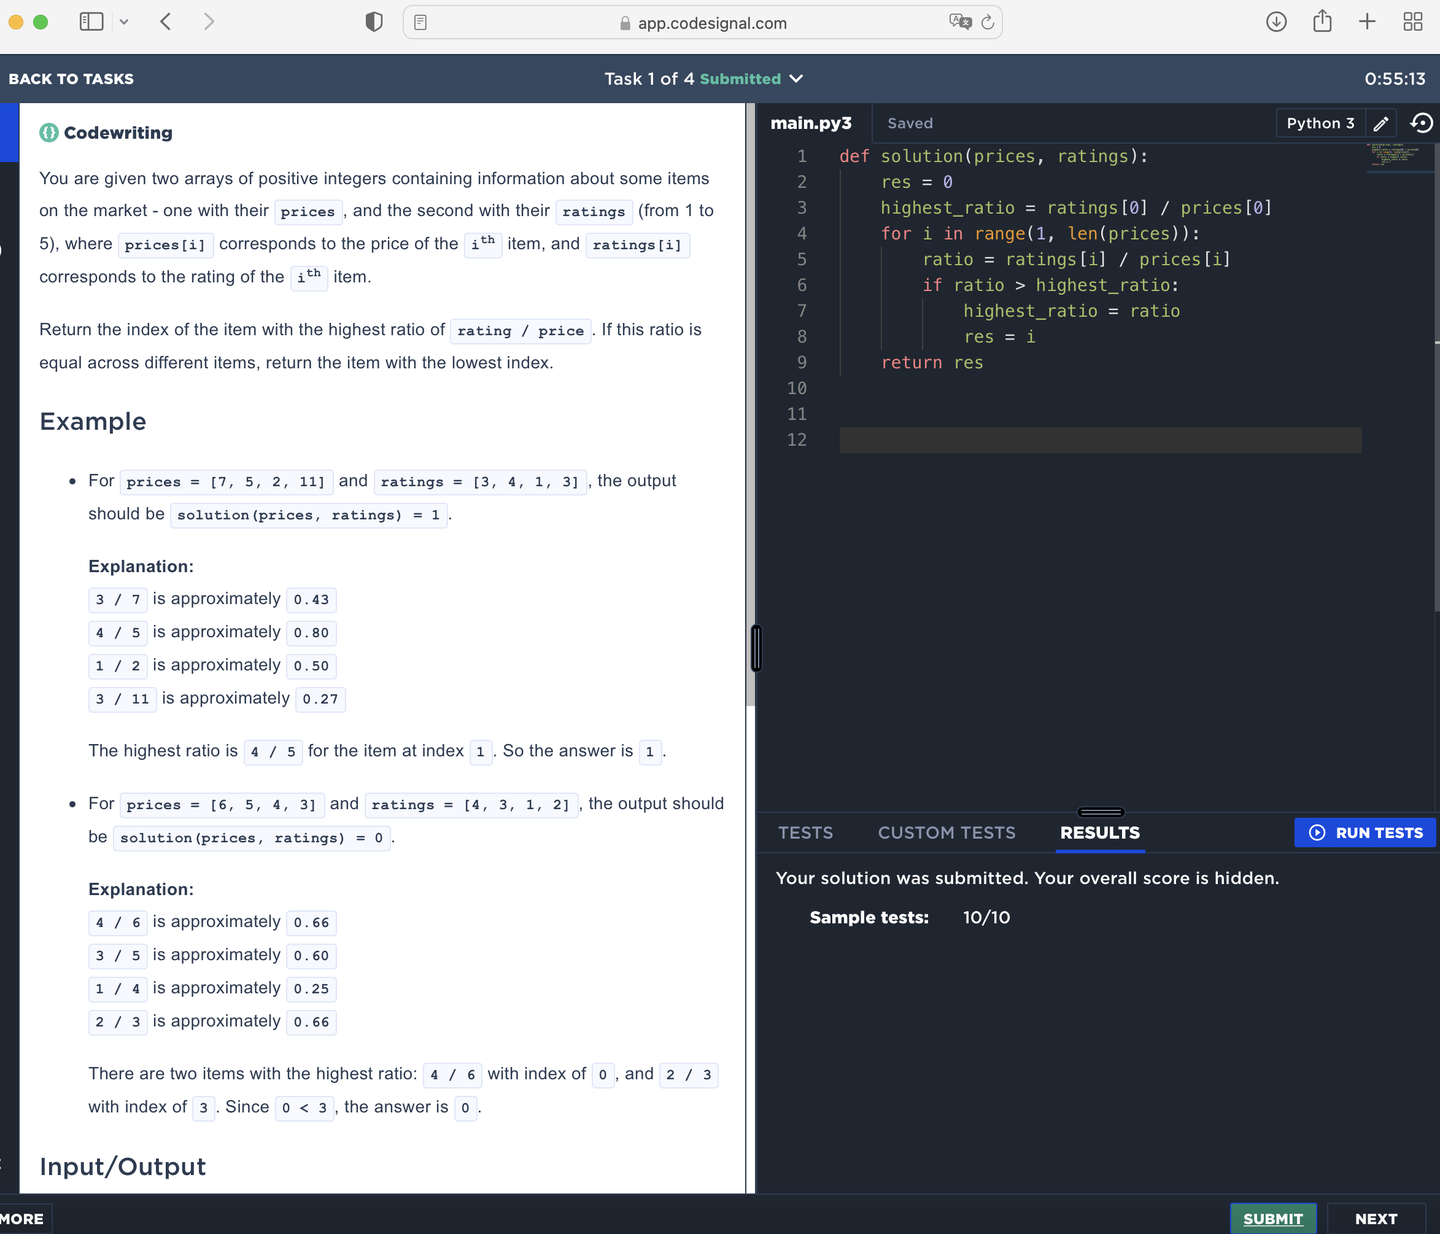 app.codesignal.com
BACK TO TASKS
Task 1 of 4 Submitted
0:55:13
Codewriting
You are given two arrays of positive integers containing information about some items
on the market - one with their prices, and the second with their ratings (from 1 to
5), where prices[i] corresponds to the price of the iᵗʰ item, and ratings[i]
corresponds to the rating of the iᵗʰ item.
Return the index of the item with the highest ratio of rating / price. If this ratio is
equal across different items, return the item with the lowest index.
Example
• For prices = [7, 5, 2, 11] and ratings = [3, 4, 1, 3], the output
should be solution(prices, ratings) = 1.
Explanation:
3 / 7 is approximately 0.43
4 / 5 is approximately 0.80
1 / 2 is approximately 0.50
3 / 11 is approximately 0.27
The highest ratio is 4 / 5 for the item at index 1. So the answer is 1.
• For prices = [6, 5, 4, 3] and ratings = [4, 3, 1, 2], the output should
be solution(prices, ratings) = 0.
Explanation:
4 / 6 is approximately 0.66
3 / 5 is approximately 0.60
1 / 4 is approximately 0.25
2 / 3 is approximately 0.66
There are two items with the highest ratio: 4 / 6 with index of 0, and 2 / 3
with index of 3. Since 0 < 3, the answer is 0.
Input/Output
MORE
main.py3
Saved
Python 3
1 def solution(prices, ratings):
2     res = 0
3     highest_ratio = ratings[0] / prices[0]
4     for i in range(1, len(prices)):
5         ratio = ratings[i] / prices[i]
6         if ratio > highest_ratio:
7             highest_ratio = ratio
8             res = i
9     return res
10
11
12
TESTS
CUSTOM TESTS
RESULTS
RUN TESTS
Your solution was submitted. Your overall score is hidden.
Sample tests: 10/10
SUBMIT
NEXT